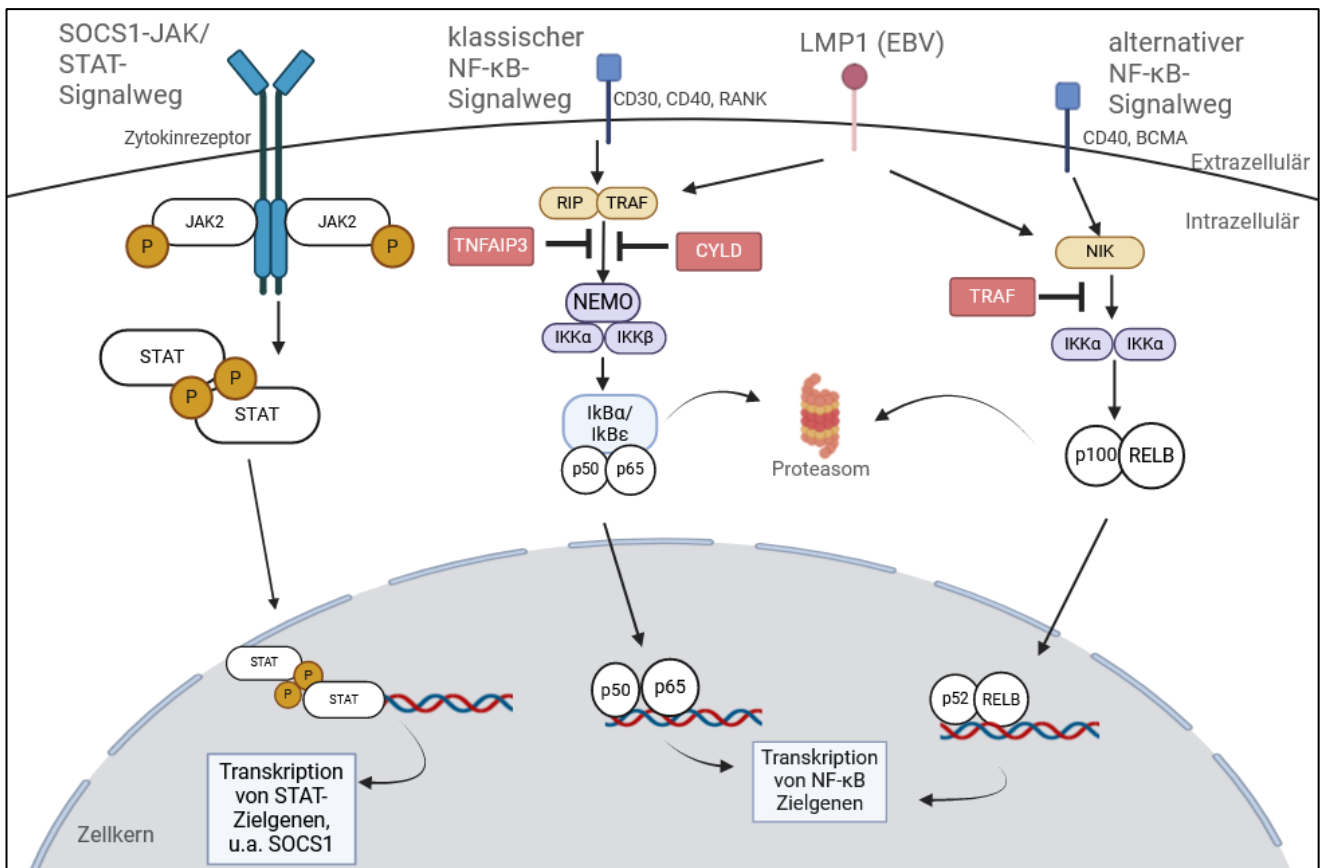 SOCS1-JAK/
STAT-
Signalweg
klassischer
NF-κB-
Signalweg
LMP1 (EBV)
alternativer
NF-κB-
Signalweg
CD30, CD40, RANK
Zytokinrezeptor
CD40, BCMA
Extrazellulär
Intrazellulär
JAK2
JAK2
P
P
RIP
TRAF
TNFAIP3
CYLD
NIK
TRAF
NEMO
IKKα
IKKβ
IKKα
IKKα
STAT
P
P
STAT
IkBα/
IkBε
p50
p65
Proteasom
p100
RELB
STAT
P
P
STAT
p50
p65
p52
RELB
Transkription
von STAT-
Zielgenen,
u.a. SOCS1
Transkription
von NF-κB
Zielgenen
Zellkern